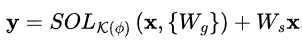 y = SOL_{𝒦(ϕ)} (x, {W_g}) + W_s x